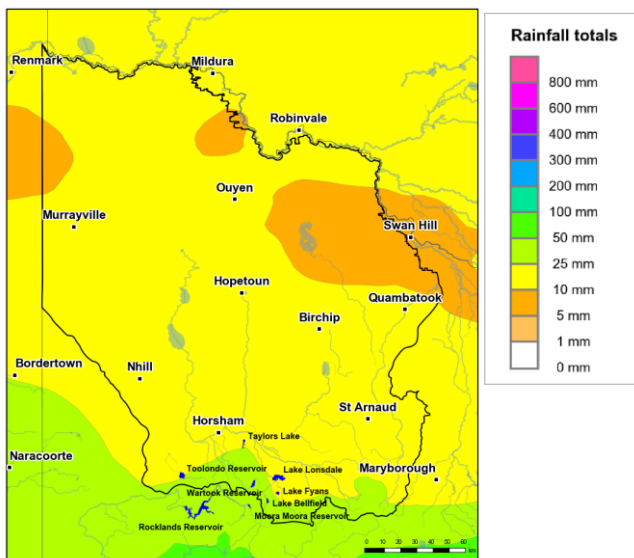 Renmark
Mildura
Robinvale
Ouyen
Murrayville
Swan Hill
Hopetoun
Quambatook
Birchip
Bordertown
Nhill
St Arnaud
Horsham
Taylors Lake
Naracoorte
Toolondo Reservoir
Lake Lonsdale
Maryborough
Wartook Reservoir
Lake Fyans
Lake Bellfield
Moora Moora Reservoir
Rocklands Reservoir
0 10 20 30 40 50 60
km
Rainfall totals
800 mm
600 mm
400 mm
300 mm
200 mm
100 mm
50 mm
25 mm
10 mm
5 mm
1 mm
0 mm